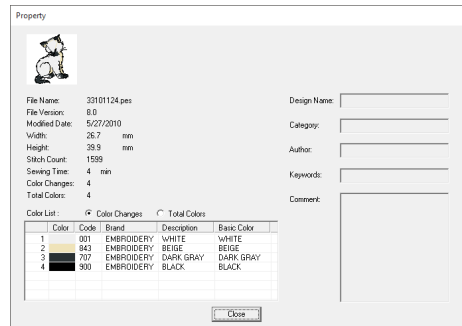 Property
File Name: 33101124.pes
File Version: 8.0
Modified Date: 5/27/2010
Width: 26.7 mm
Height: 39.9 mm
Stitch Count: 1599
Sewing Time: 4 min
Color Changes: 4
Total Colors: 4
Color List : Color Changes Total Colors
Color Code Brand Description Basic Color
1 001 EMBROIDERY WHITE WHITE
2 843 EMBROIDERY BEIGE BEIGE
3 707 EMBROIDERY DARK GRAY DARK GRAY
4 900 EMBROIDERY BLACK BLACK
Design Name:
Category:
Author:
Keywords:
Comment:
Close